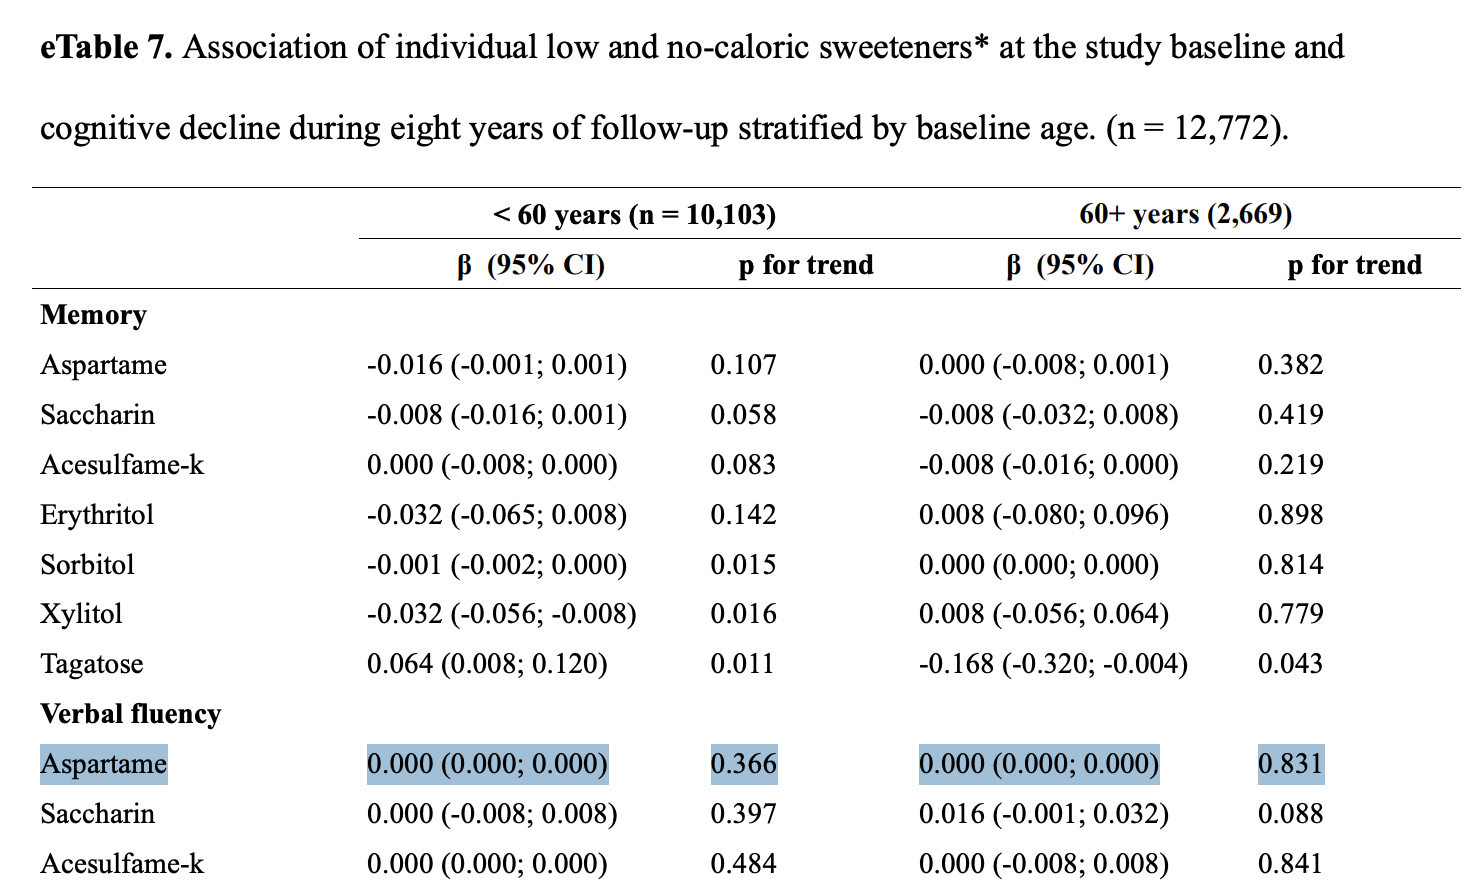 eTable 7. Association of individual low and no-caloric sweeteners* at the study baseline and
cognitive decline during eight years of follow-up stratified by baseline age. (n = 12,772).
< 60 years (n = 10,103) 60+ years (2,669)
β (95% CI) p for trend β (95% CI) p for trend
Memory
Aspartame -0.016 (-0.001; 0.001) 0.107 0.000 (-0.008; 0.001) 0.382
Saccharin -0.008 (-0.016; 0.001) 0.058 -0.008 (-0.032; 0.008) 0.419
Acesulfame-k 0.000 (-0.008; 0.000) 0.083 -0.008 (-0.016; 0.000) 0.219
Erythritol -0.032 (-0.065; 0.008) 0.142 0.008 (-0.080; 0.096) 0.898
Sorbitol -0.001 (-0.002; 0.000) 0.015 0.000 (0.000; 0.000) 0.814
Xylitol -0.032 (-0.056; -0.008) 0.016 0.008 (-0.056; 0.064) 0.779
Tagatose 0.064 (0.008; 0.120) 0.011 -0.168 (-0.320; -0.004) 0.043
Verbal fluency
Aspartame 0.000 (0.000; 0.000) 0.366 0.000 (0.000; 0.000) 0.831
Saccharin 0.000 (-0.008; 0.008) 0.397 0.016 (-0.001; 0.032) 0.088
Acesulfame-k 0.000 (0.000; 0.000) 0.484 0.000 (-0.008; 0.008) 0.841